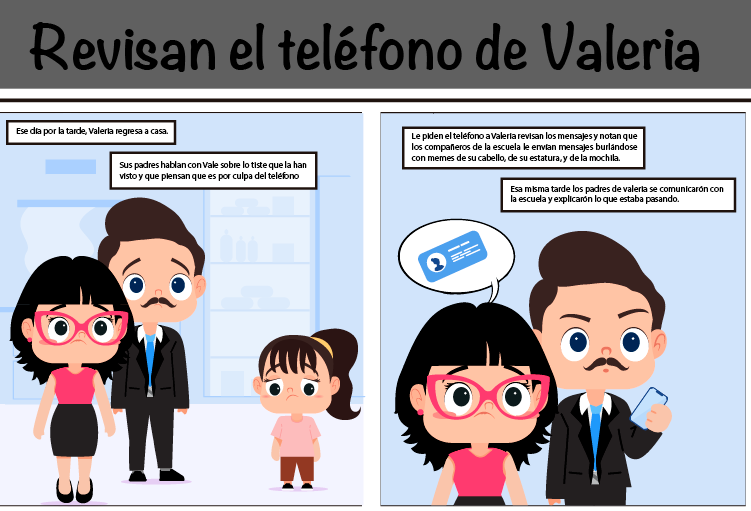 Revisan el teléfono de Valeria
Ese día por la tarde, Valeria regresa a casa.
Sus padres hablan con Vale sobre lo tiste que la han
visto y que piensan que es por culpa del teléfono
Le piden el teléfono a Valeria revisan los mensajes y notan que
los compañeros de la escuela le envían mensajes burlándose
con memes de su cabello, de su estatura, y de la mochila.
Esa misma tarde los padres de valeria se comunicarón con
la escuela y explicarón lo que estaba pasando.